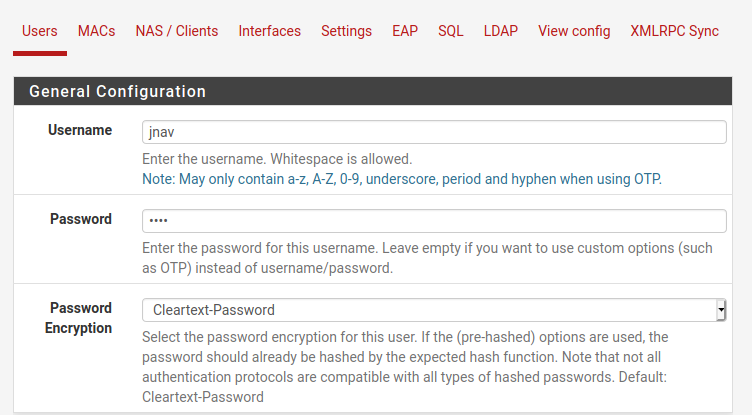 Users MACs NAS / Clients Interfaces Settings EAP SQL LDAP View config XMLRPC Sync
General Configuration
Username
jnav
Enter the username. Whitespace is allowed.
Note: May only contain a-z, A-Z, 0-9, underscore, period and hyphen when using OTP.
Password
••••
Enter the password for this username. Leave empty if you want to use custom options (such
as OTP) instead of username/password.
Password
Encryption
Cleartext-Password
Select the password encryption for this user. If the (pre-hashed) options are used, the
password should already be hashed by the expected hash function. Note that not all
authentication protocols are compatible with all types of hashed passwords. Default:
Cleartext-Password